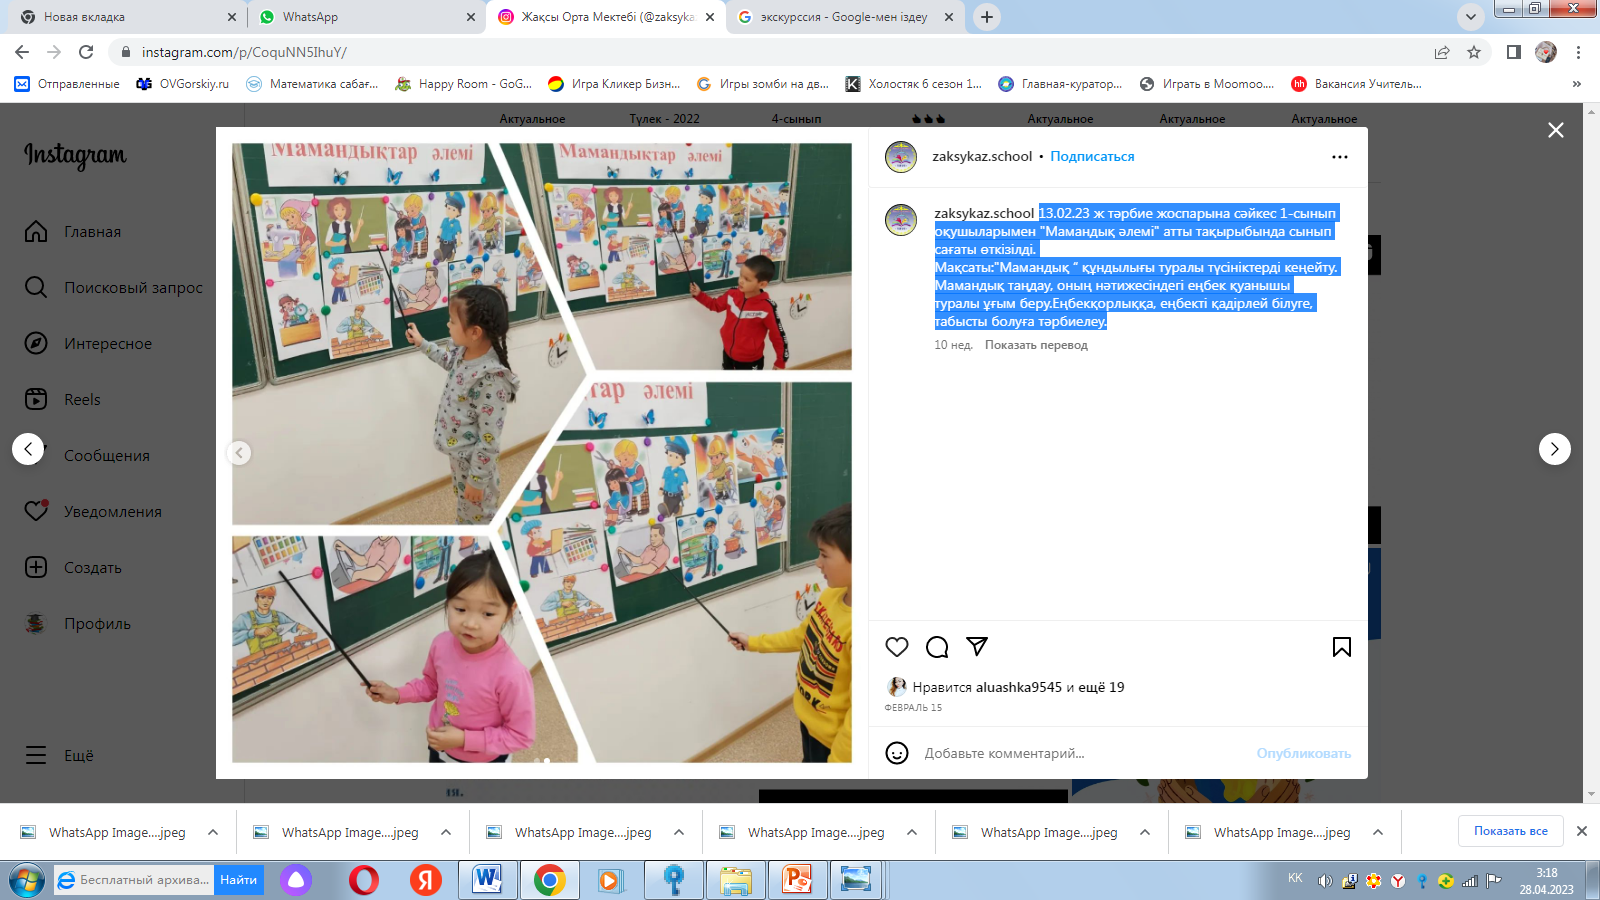 Новая вкладка
WhatsApp
Жақсы Орта Мектебі (@zaksyka
экскурссия - Google-мен іздеу
instagram.com/p/CoquNN5IhuY/
Отправленные
OVGorskiy.ru
Математика сабағ...
Happy Room - GoG...
Игра Кликер Бизн...
Игры зомби на дв...
Холостяк 6 сезон 1...
Главная-куратор...
Играть в Moomoo....
Вакансия Учитель...
Актуальное
Түлек - 2022
4-сынып
Актуальное
Актуальное
Актуальное
Instagram
Главная
Поисковый запрос
Интересное
Reels
Сообщения
Уведомления
Создать
Профиль
Ещё
Мамандықтар әлемі
Мамандықтар әлемі
тар әлемі
zaksykaz.school • Подписаться
zaksykaz.school 13.02.23 ж тәрбие жоспарына сәйкес 1-сынып
оқушыларымен "Мамандық әлемі" атты тақырыбында сынып
сағаты өткізілді.
Мақсаты:"Мамандық " құндылығы туралы түсініктерді кеңейту.
Мамандық таңдау, оның нәтижесіндегі еңбек қуанышы
туралы ұғым беру.Еңбекқорлыққа, еңбекті қадірлей білуге,
табысты болуға тәрбиелеу.
10 нед. Показать перевод
Нравится aluashka9545 и ещё 19
ФЕВРАЛЬ 15
Добавьте комментарий...
Опубликовать
ия.
WhatsApp Image....jpeg
WhatsApp Image....jpeg
WhatsApp Image....jpeg
WhatsApp Image....jpeg
WhatsApp Image....jpeg
WhatsApp Image....jpeg
Показать все
Бесплатный архива...
Найти
KK
3:18
28.04.2023